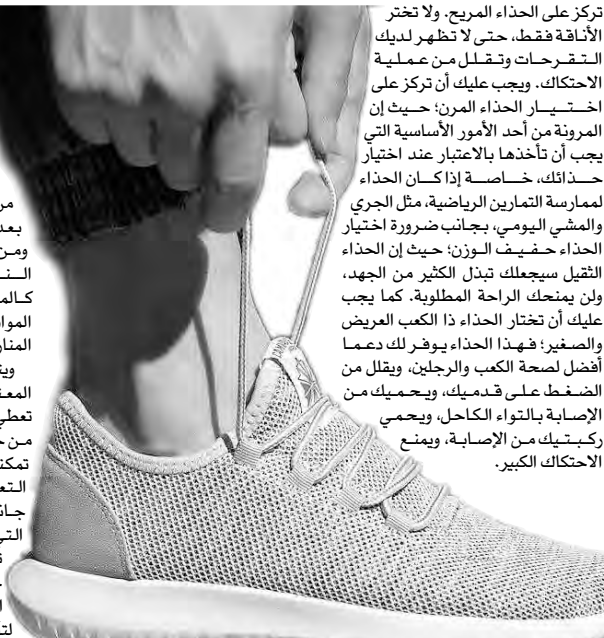 تركز على الحذاء المريح. ولا تختر
الأناقة فقط، حتى لا تظهر لديك
التقرحات وتقلل من عملية
الاحتكاك. ويجب عليك أن تركز على
اختيار الحذاء المرن؛ حيث إن
المرونة من أحد الأمور الأساسية التي
يجب أن تأخذها بالاعتبار عند اختيار
حذائك، خاصة إذا كان الحذاء
لممارسة التمارين الرياضية، مثل الجري
والمشي اليومي، بجانب ضرورة اختيار
الحذاء خفيف الوزن؛ حيث إن الحذاء
الثقيل سيجعلك تبذل الكثير من الجهد،
ولن يمنحك الراحة المطلوبة. كما يجب
عليك أن تختار الحذاء ذا الكعب العريض
والصغير؛ فهذا الحذاء يوفر لك دعما
أفضل لصحة الكعب والرجلين، ويقلل من
الضغط على قدميك، ويحميك من
الإصابة بالتواء الكاحل، ويحمي
ركبتيك من الإصابة، ويمنع
الاحتكاك الكبير.
بعد
ومن
من